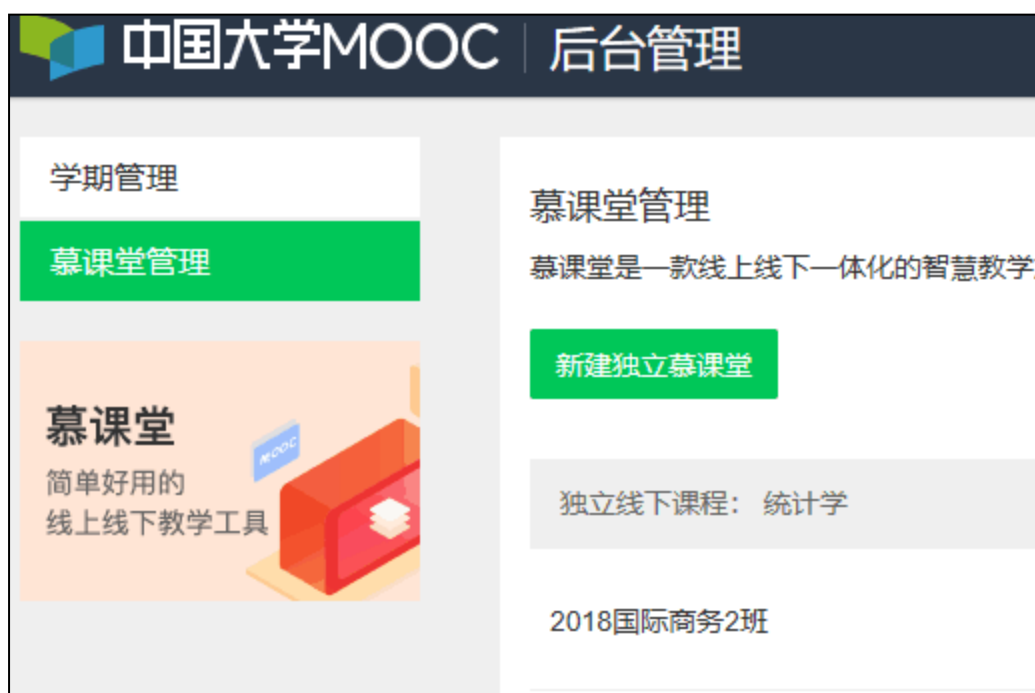 中国大学MOOC 后台管理
学期管理
慕课堂管理
慕课堂
简单好用的
线上线下教学工具
MOOC
慕课堂管理
慕课堂是一款线上线下一体化的智慧教学
新建独立慕课堂
独立线下课程： 统计学
2018国际商务2班